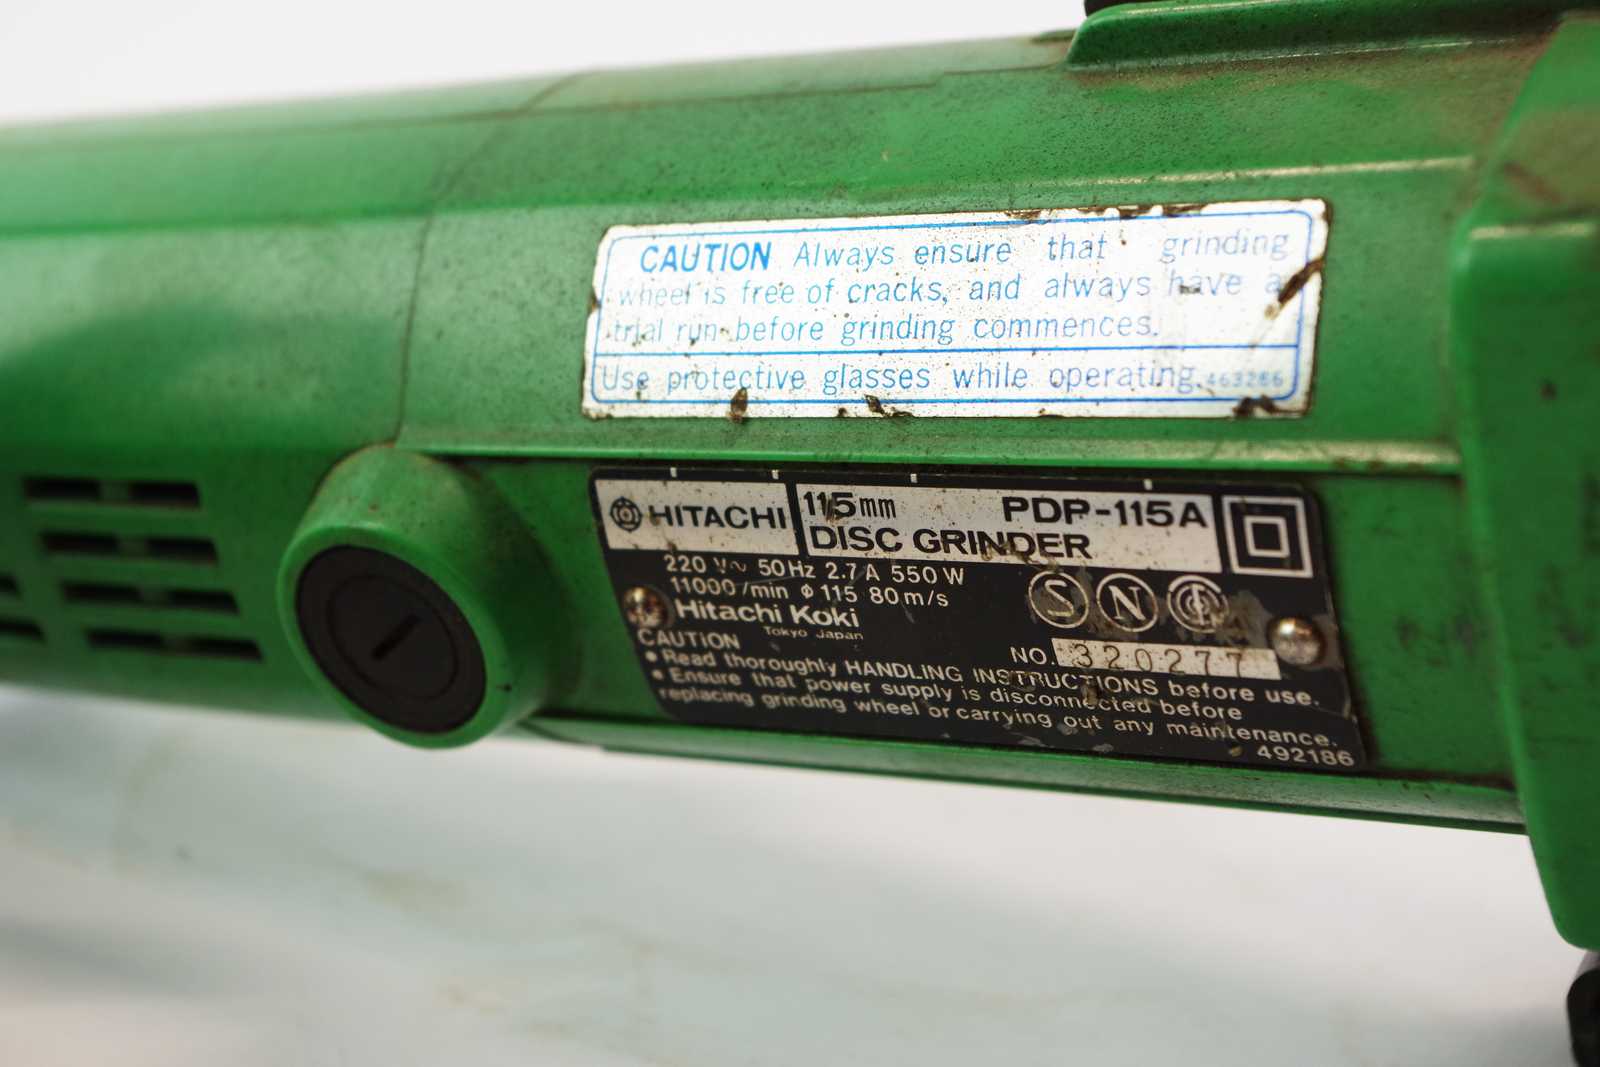 CAUTION Always ensure that grinding
wheel is free of cracks, and always have a
trial run before grinding commences.
Use protective glasses while operating. 463266
HITACHI
115mm PDP-115A
DISC GRINDER
220 V~ 50Hz 2.7A 550W
11000/min ϕ115 80m/s
Hitachi Koki
Tokyo Japan
S N
NO. 320277
CAUTION
• Read thoroughly HANDLING INSTRUCTIONS before use.
• Ensure that power supply is disconnected before
replacing grinding wheel or carrying out any maintenance.
492186